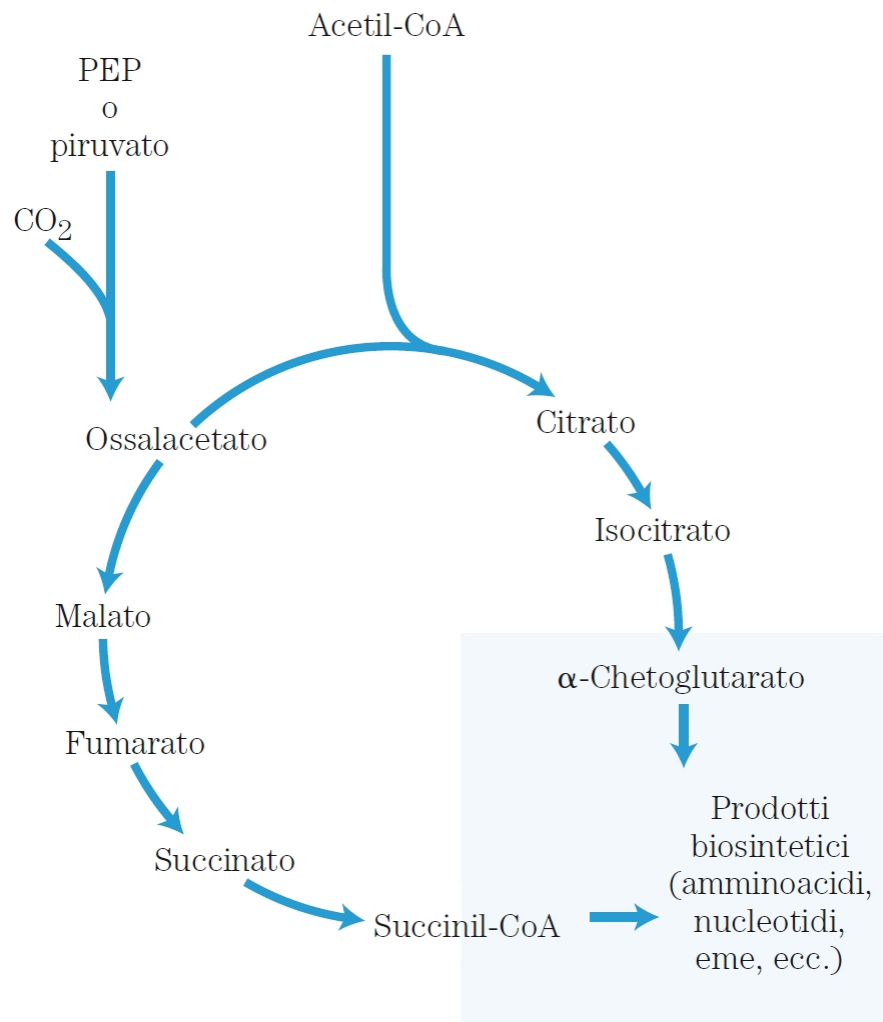 Acetil-CoA
PEP
o
piruvato
CO₂
Ossalacetato
Citrato
Isocitrato
Malato
α-Chetoglutarato
Fumarato
Prodotti
biosintetici
(amminoacidi,
nucleotidi,
eme, ecc.)
Succinato
Succinil-CoA